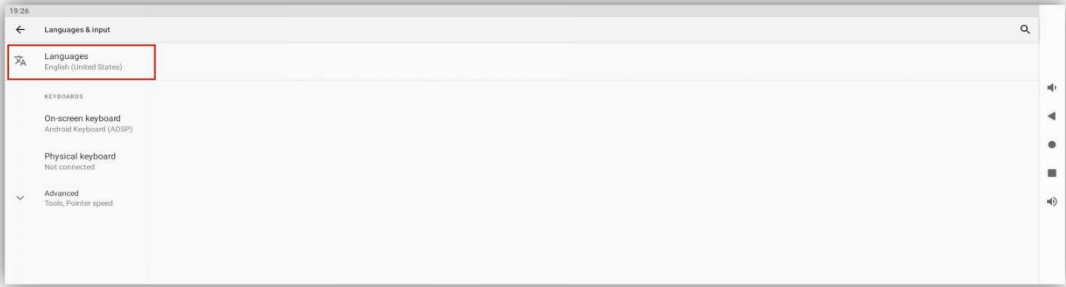 19:26
Languages & input
Languages
English (United States)
KEYBOARDS
On-screen keyboard
Android Keyboard (AOSP)
Physical keyboard
Not connected
Advanced
Tools, Pointer speed